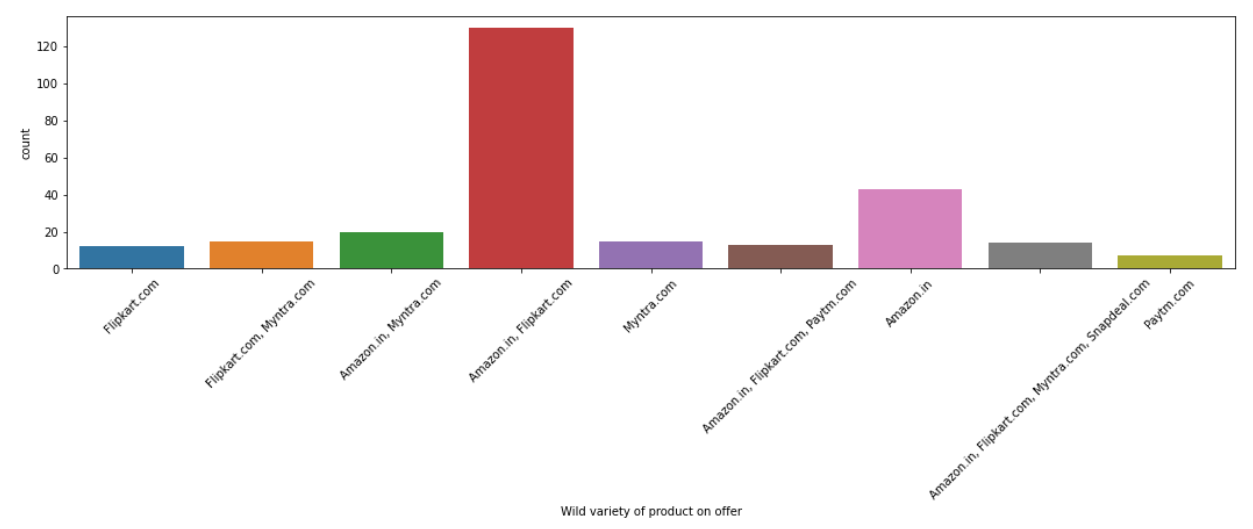 120
100
80
60
40
20
0
count
Flipkart.com
Flipkart.com, Myntra.com
Amazon.in, Myntra.com
Amazon.in, Flipkart.com
Myntra.com
Amazon.in, Flipkart.com, Paytm.com
Amazon.in
Amazon.in, Flipkart.com, Myntra.com, Snapdeal.com
Paytm.com
Wild variety of product on offer